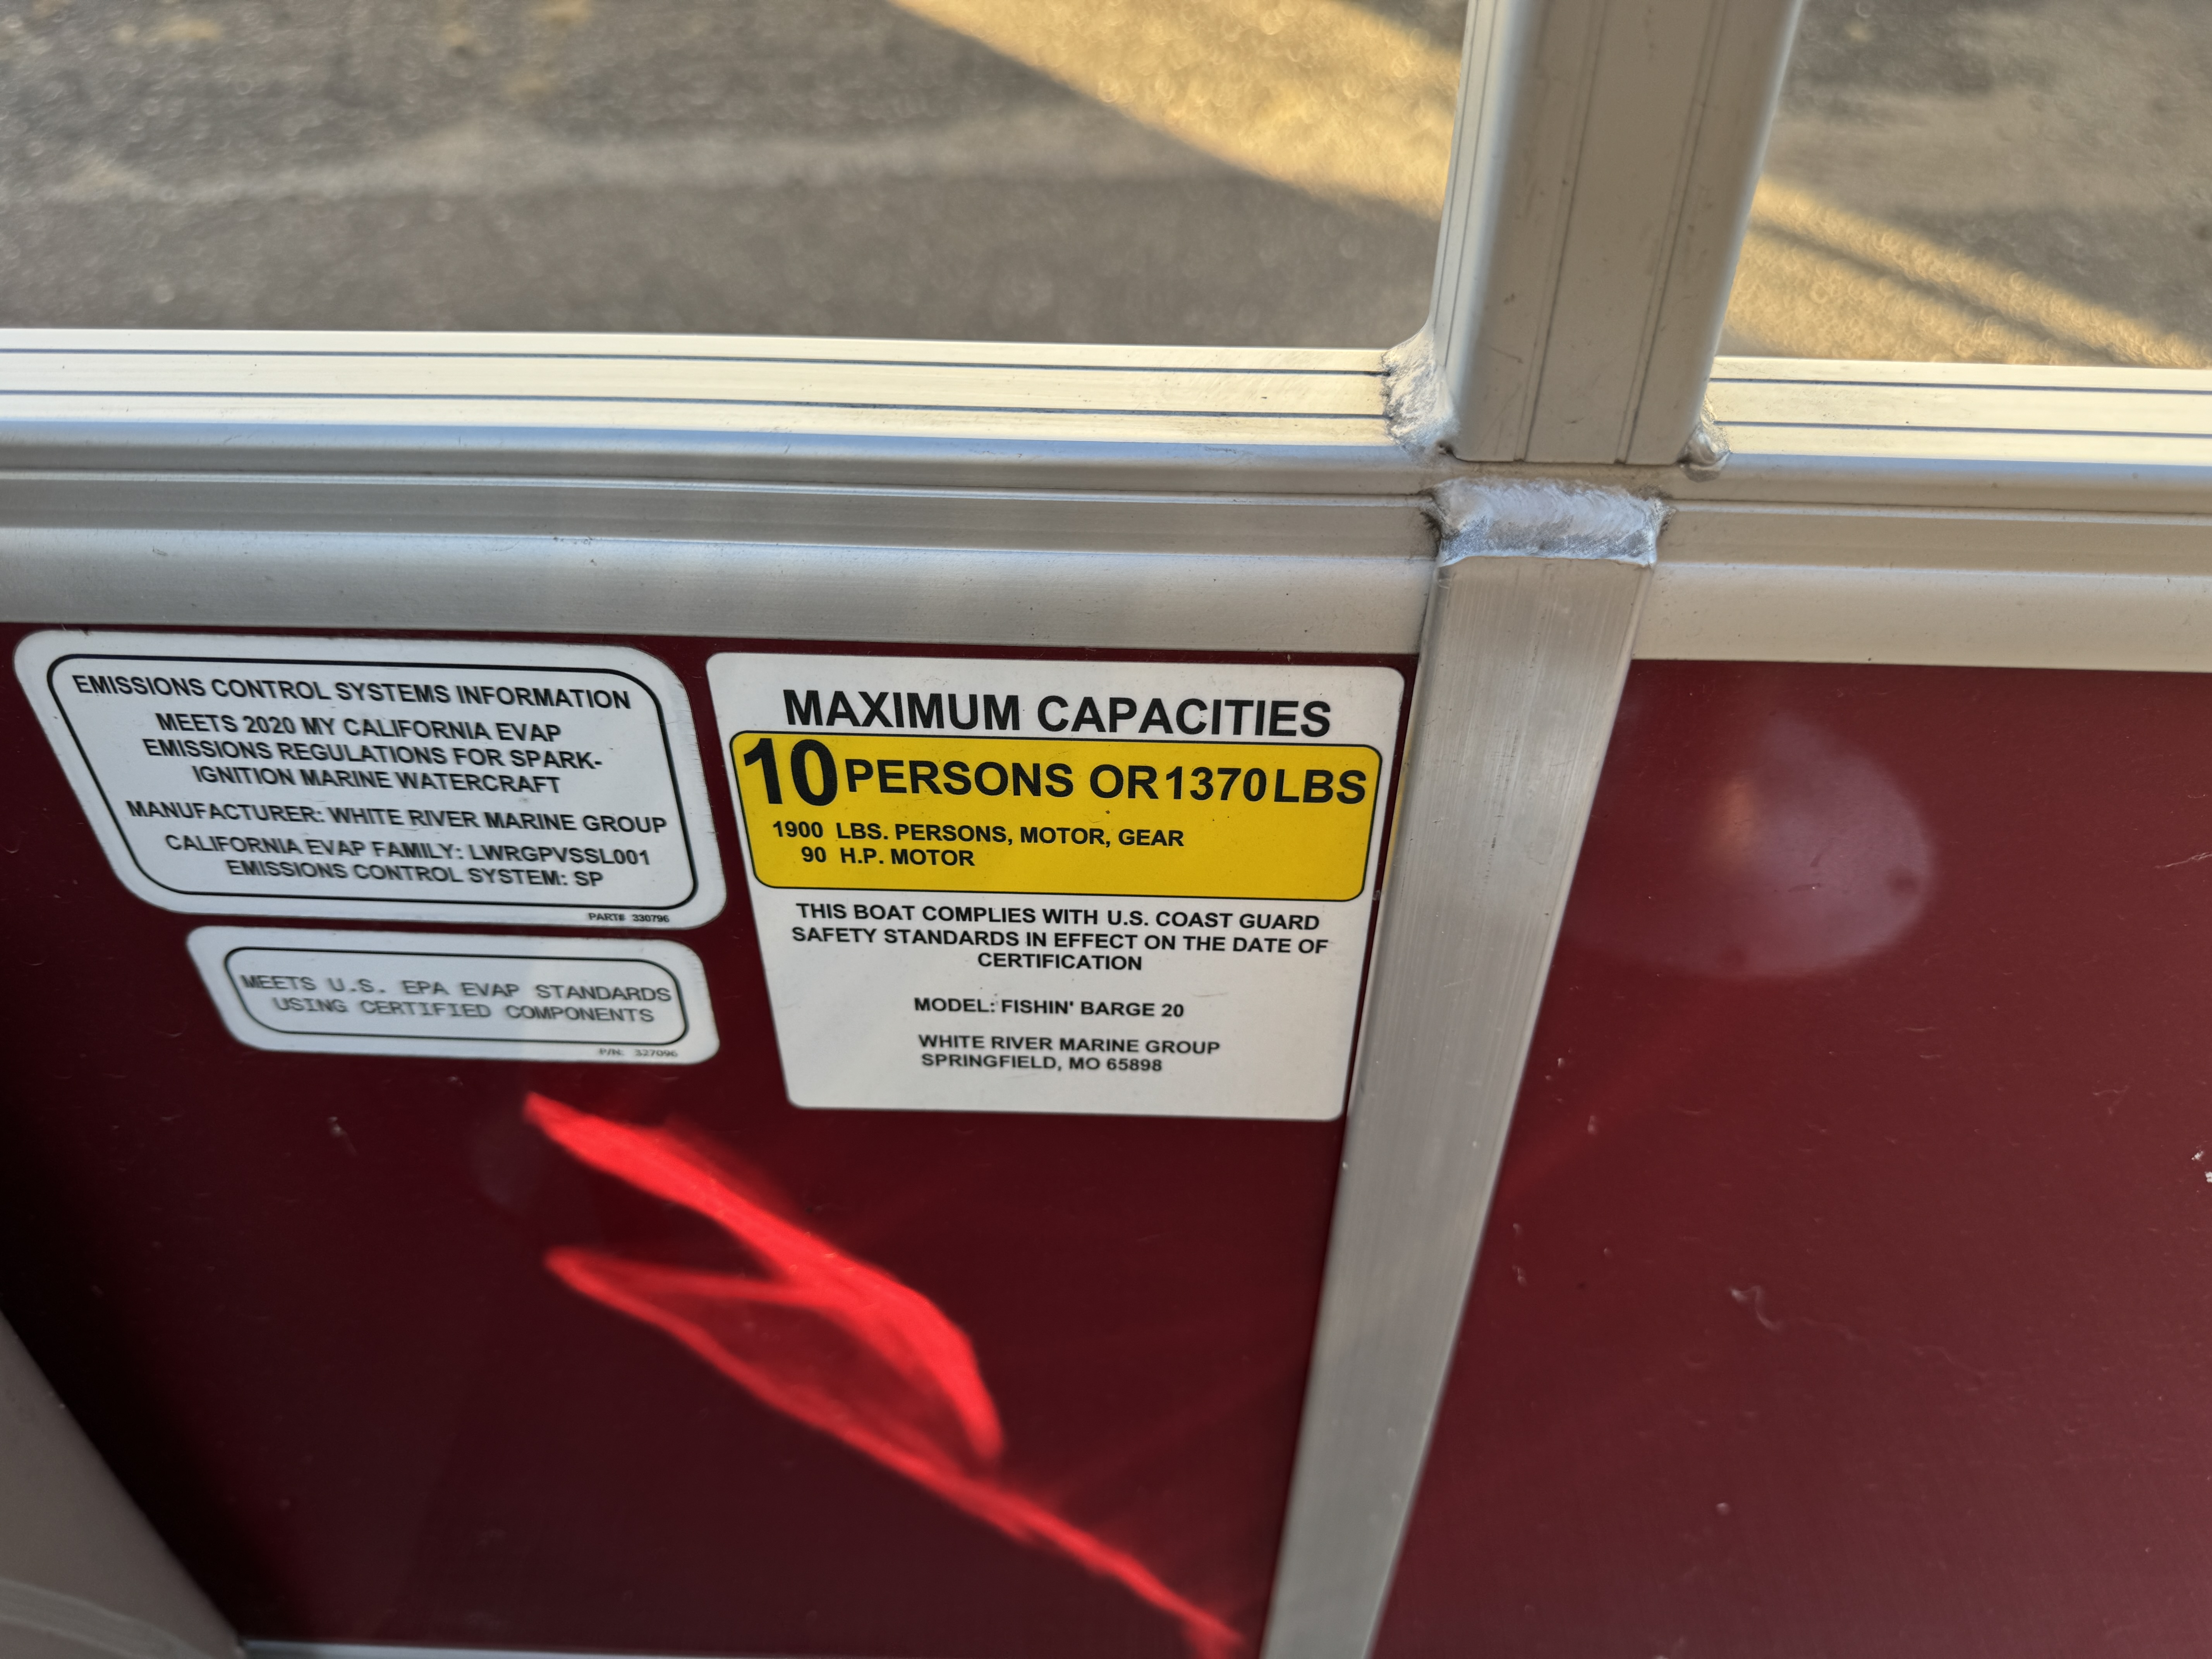 EMISSIONS CONTROL SYSTEMS INFORMATION
MEETS 2020 MY CALIFORNIA EVAP
EMISSIONS REGULATIONS FOR SPARK-
IGNITION MARINE WATERCRAFT
MANUFACTURER: WHITE RIVER MARINE GROUP
CALIFORNIA EVAP FAMILY: LWRGPVSSL001
EMISSIONS CONTROL SYSTEM: SP
PART# 330796
MEETS U.S. EPA EVAP STANDARDS
USING CERTIFIED COMPONENTS
P/N: 327096
MAXIMUM CAPACITIES
10 PERSONS OR 1370 LBS
1900 LBS. PERSONS, MOTOR, GEAR
90 H.P. MOTOR
THIS BOAT COMPLIES WITH U.S. COAST GUARD
SAFETY STANDARDS IN EFFECT ON THE DATE OF
CERTIFICATION
MODEL: FISHIN' BARGE 20
WHITE RIVER MARINE GROUP
SPRINGFIELD, MO 65898